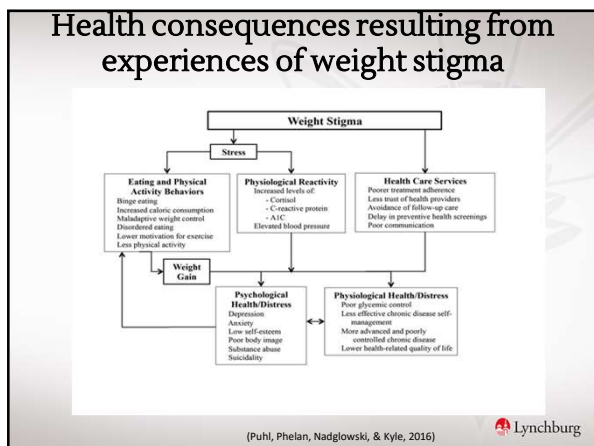 Health consequences resulting from
experiences of weight stigma
Weight Stigma
Stress
Eating and Physical
Activity Behaviors
Binge eating
Increased caloric consumption
Maladaptive weight control
Disordered eating
Lower motivation for exercise
Less physical activity
Physiological Reactivity
Increased levels of:
- Cortisol
- C-reactive protein
- A1C
Elevated blood pressure
Health Care Services
Poorer treatment adherence
Less trust of health providers
Avoidance of follow-up care
Delay in preventive health screenings
Poor communication
Weight
Gain
Psychological
Health/Distress
Depression
Anxiety
Low self-esteem
Poor body image
Substance abuse
Suicidality
Physiological Health/Distress
Poor glycemic control
Less effective chronic disease self-
management
More advanced and poorly
controlled chronic disease
Lower health-related quality of life
(Puhl, Phelan, Nadglowski, & Kyle, 2016)
Lynchburg